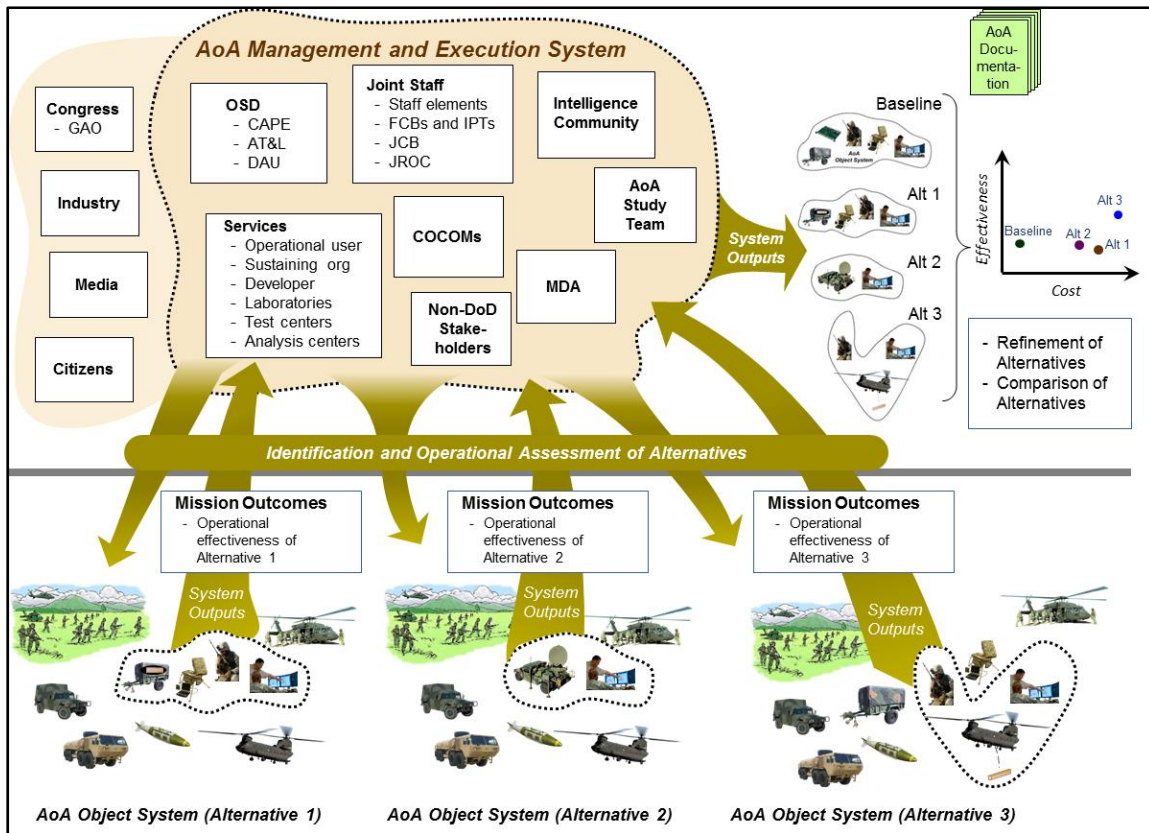 AoA Management and Execution System
Congress
- GAO
Industry
Media
Citizens
OSD
- CAPE
- AT&L
- DAU
Joint Staff
- Staff elements
- FCBs and IPTs
- JCB
- JROC
Intelligence
Community
AoA
Study
Team
Services
- Operational user
- Sustaining org
- Developer
- Laboratories
- Test centers
- Analysis centers
COCOMs
Non-DoD
Stake-
holders
MDA
System
Outputs
AoA
Docu-
menta-
tion
Baseline
AoA
Object System
Alt 1
Alt 2
Alt 3
Effectiveness
Baseline
Alt 2
Alt 3
Alt 1
Cost
- Refinement of
Alternatives
- Comparison of
Alternatives
Identification and Operational Assessment of Alternatives
Mission Outcomes
- Operational
effectiveness of
Alternative 1
System
Outputs
Mission Outcomes
- Operational
effectiveness of
Alternative 2
System
Outputs
Mission Outcomes
- Operational
effectiveness of
Alternative 3
System
Outputs
AoA Object System (Alternative 1)
AoA Object System (Alternative 2)
AoA Object System (Alternative 3)